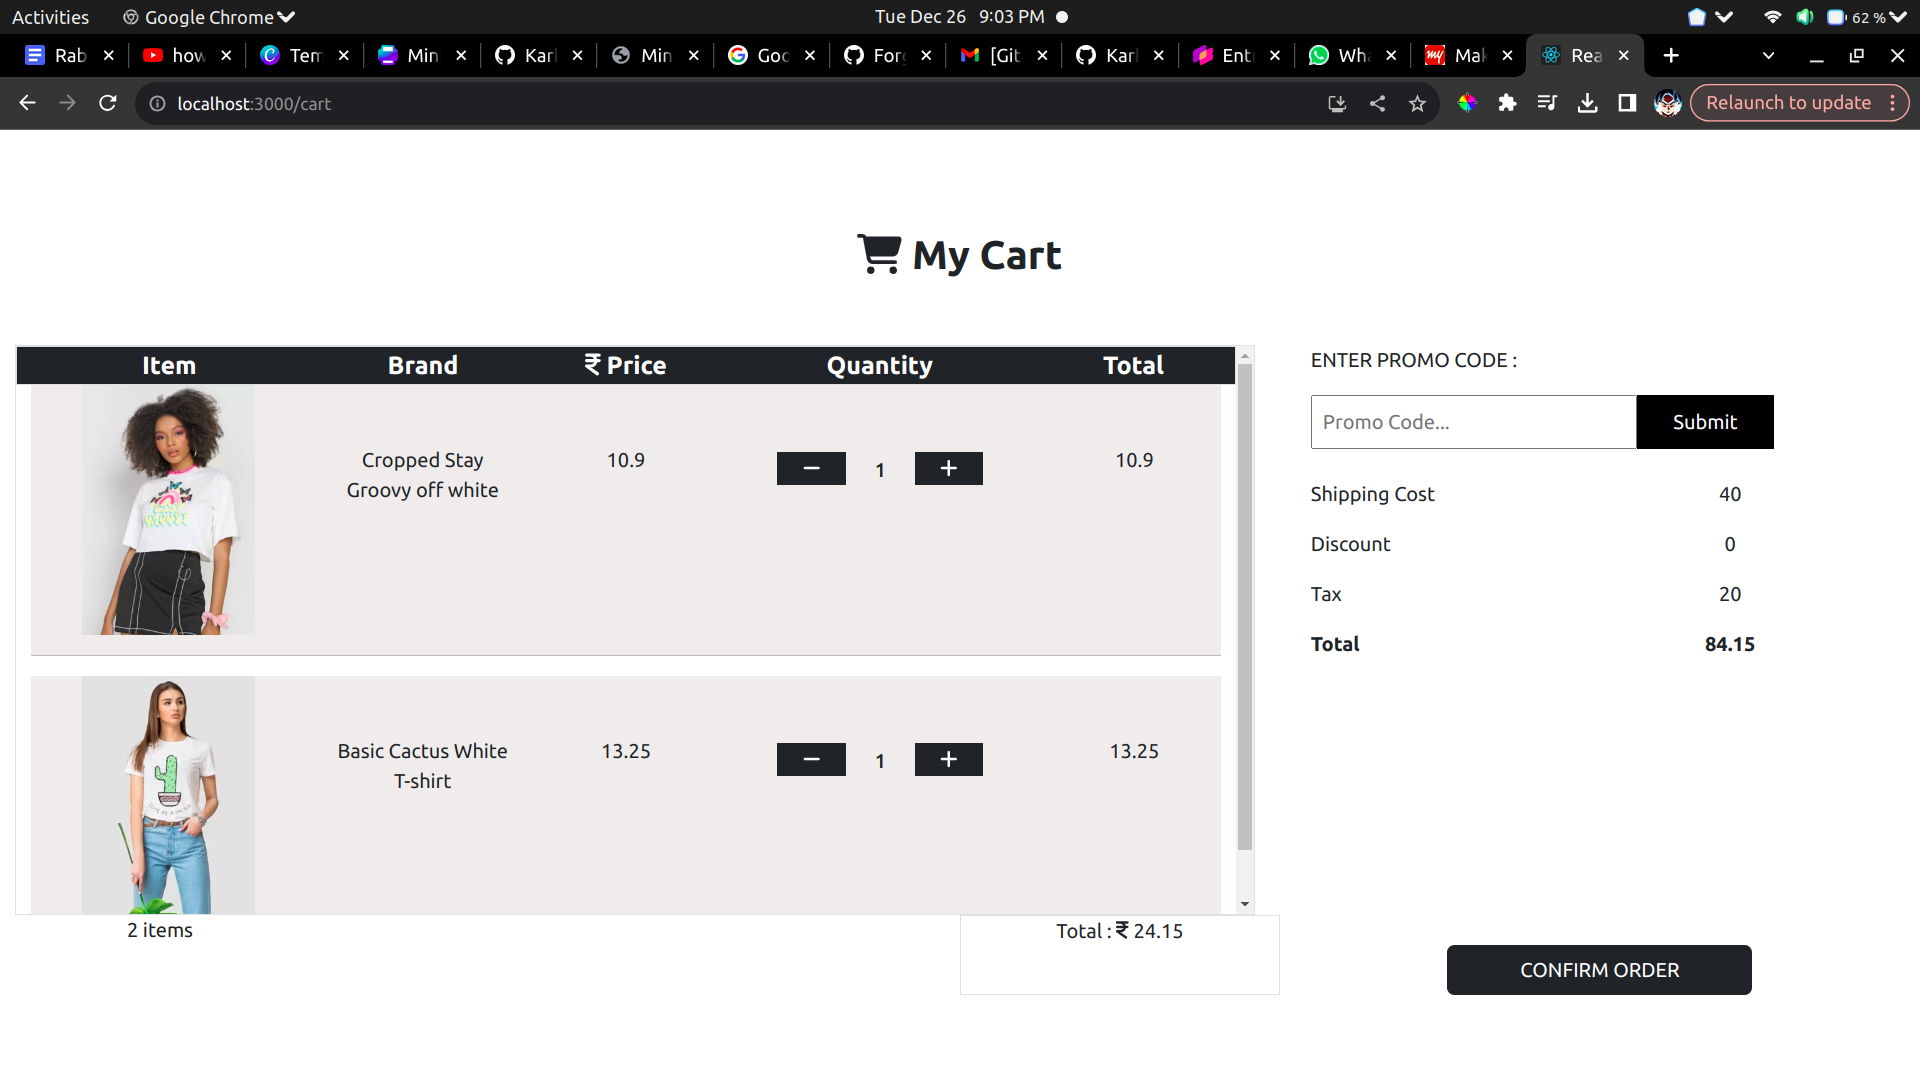 Activities Google Chrome Tue Dec 26 9:03 PM 62 %
Rab how Tem Min Karl Min Goo For [Git Karl Entr Wha Mak Rea
localhost:3000/cart Relaunch to update
My Cart
Item Brand ₹ Price Quantity Total
Cropped Stay
Groovy off white
10.9 − 1 + 10.9
Basic Cactus White
T-shirt
13.25 − 1 + 13.25
2 items Total : ₹ 24.15
ENTER PROMO CODE :
Promo Code... Submit
Shipping Cost 40
Discount 0
Tax 20
Total 84.15
CONFIRM ORDER